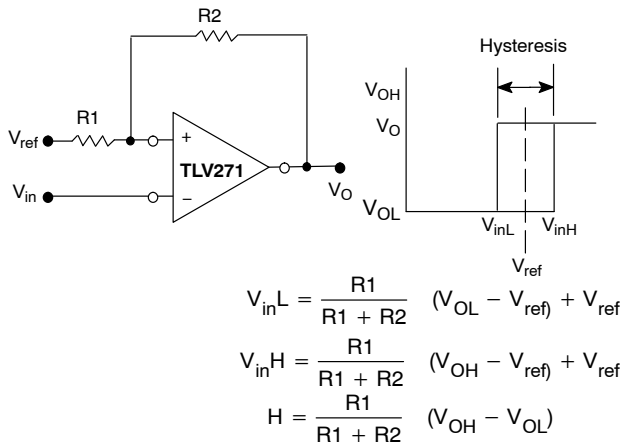 R2
Hysteresis
R1
V_ref
+
TLV271
V_in
−
V_O
V_OH
V_O
V_OL
V_inL
V_inH
V_ref
V_inL = R1 / (R1 + R2) (V_OL − V_ref) + V_ref
V_inH = R1 / (R1 + R2) (V_OH − V_ref) + V_ref
H = R1 / (R1 + R2) (V_OH − V_OL)